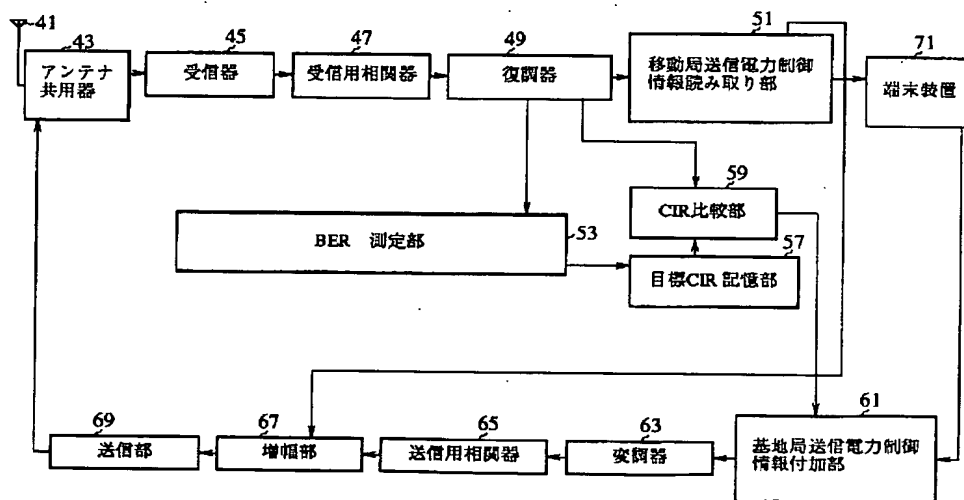 41
43
アンテナ
共用器
45
受信器
47
受信用相関器
49
復調器
51
移動局送信電力制御
情報読み取り部
71
端末装置
59
CIR比較部
BER 測定部
53
57
目標CIR記憶部
69
送信部
67
増幅部
65
送信用相関器
63
変調器
61
基地局送信電力制御
情報付加部